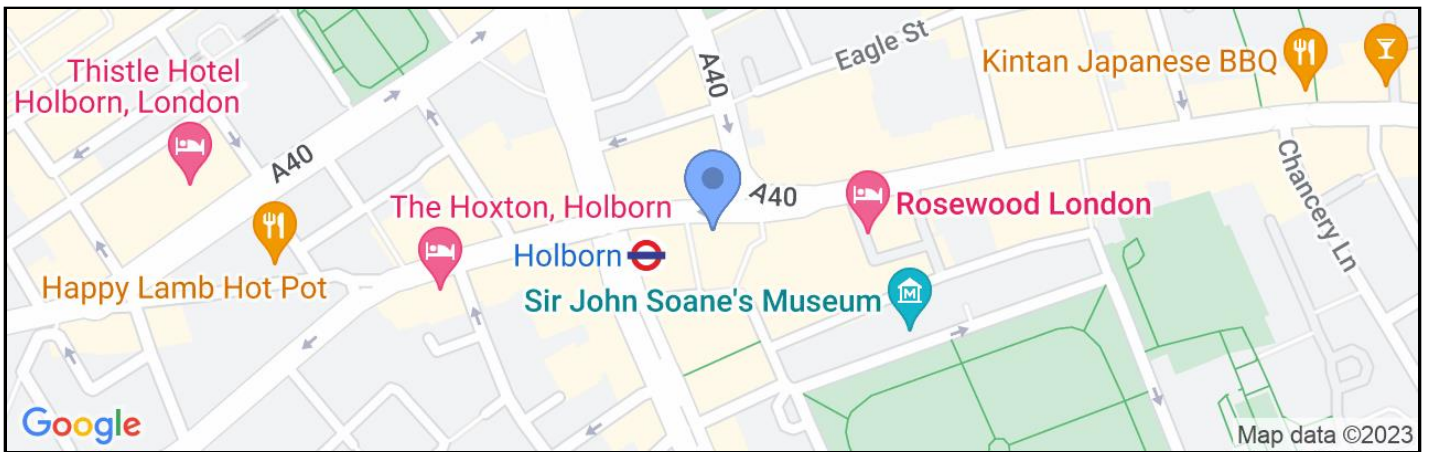 Thistle Hotel
Holborn, London
A40
A40
Eagle St
Kintan Japanese BBQ
Chancery Ln
A40
The Hoxton, Holborn
Rosewood London
Holborn
Happy Lamb Hot Pot
Sir John Soane's Museum
M
Google
Map data ©2023